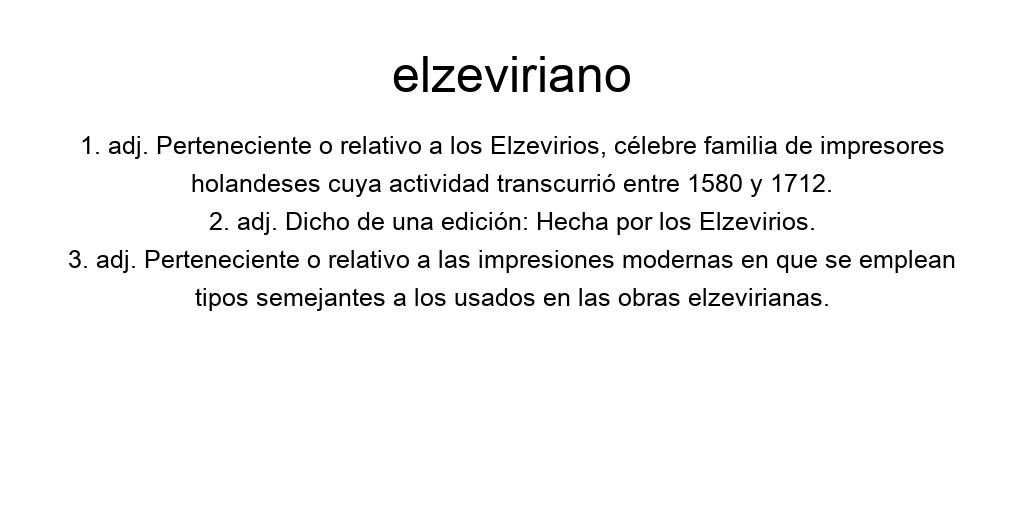 elzeviriano
1. adj. Perteneciente o relativo a los Elzevirios, célebre familia de impresores
holandeses cuya actividad transcurrió entre 1580 y 1712.
2. adj. Dicho de una edición: Hecha por los Elzevirios.
3. adj. Perteneciente o relativo a las impresiones modernas en que se emplean
tipos semejantes a los usados en las obras elzevirianas.